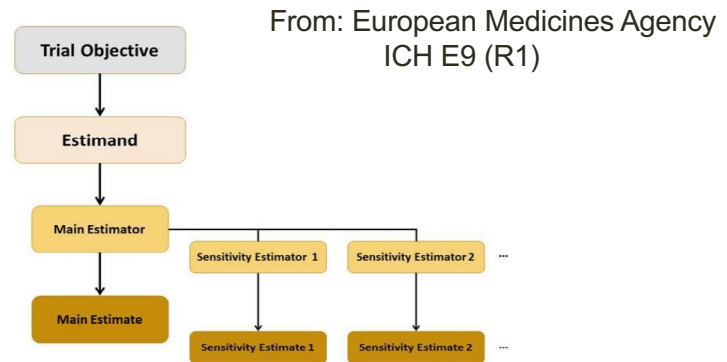 From: European Medicines Agency
ICH E9 (R1)
Trial Objective
Estimand
Main Estimator
Sensitivity Estimator 1
Sensitivity Estimator 2
...
Main Estimate
Sensitivity Estimate 1
Sensitivity Estimate 2
...